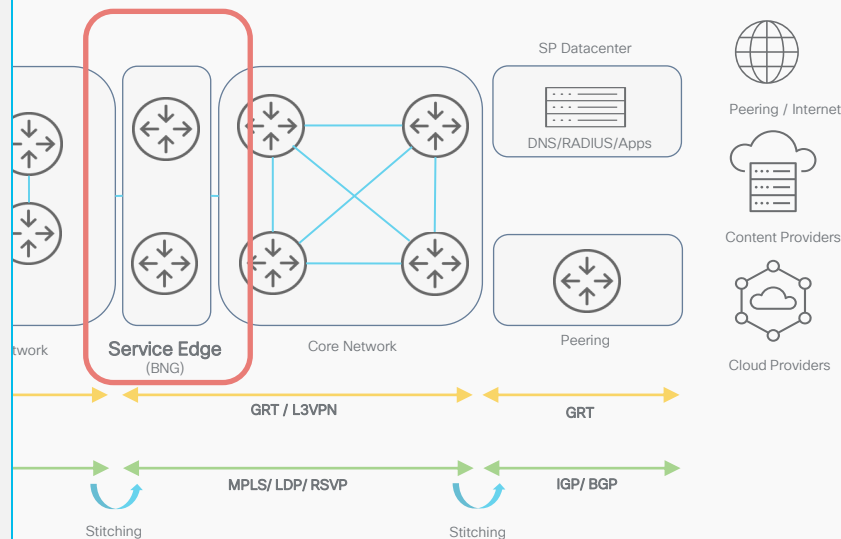 SP Datacenter
DNS/RADIUS/Apps
Peering / Internet
Content Providers
Cloud Providers
Service Edge
(BNG)
Core Network
Peering
GRT / L3VPN
GRT
MPLS/ LDP/ RSVP
IGP/ BGP
Stitching
Stitching